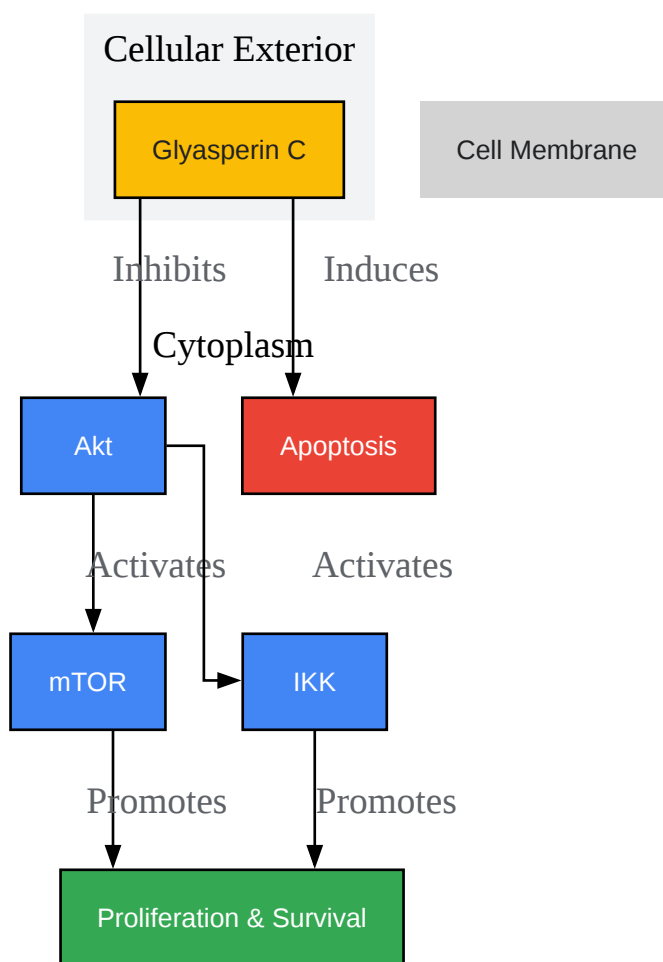 Cellular Exterior
Glyasperin C
Cell Membrane
Inhibits
Induces
Cytoplasm
Akt
Apoptosis
Activates
Activates
mTOR
IKK
Promotes
Promotes
Proliferation & Survival